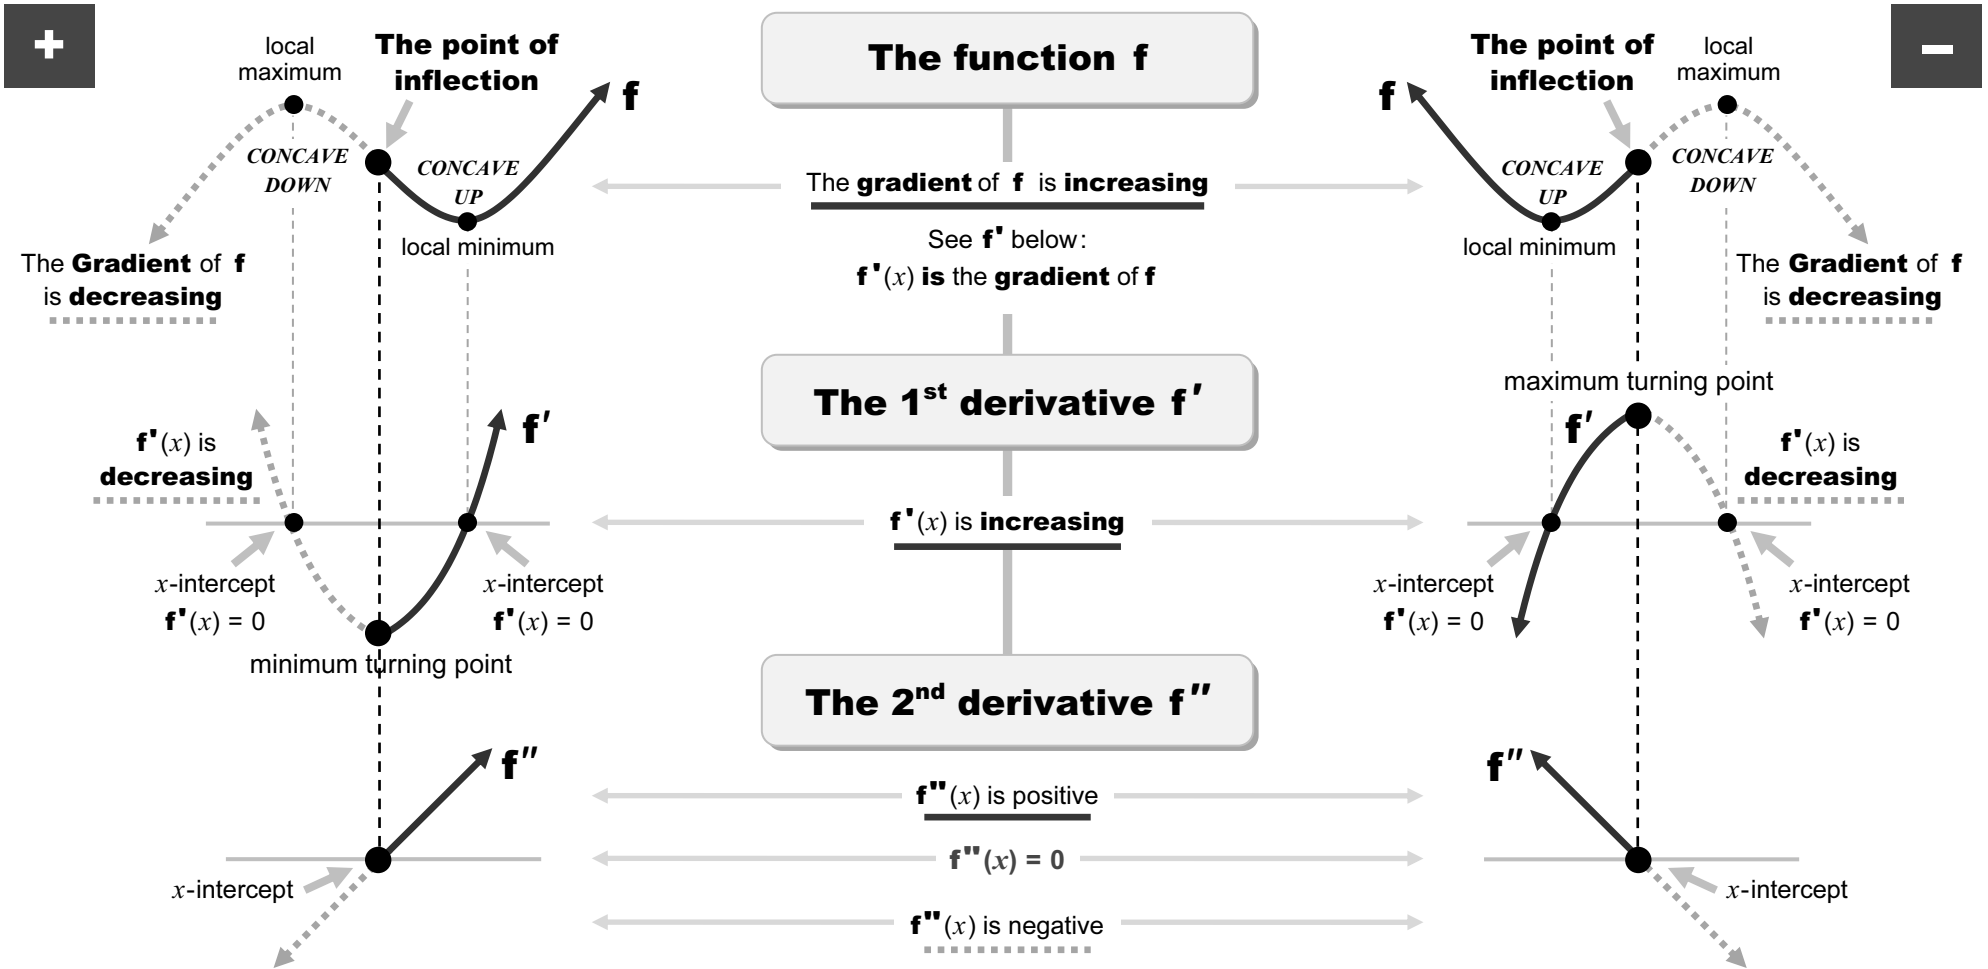 +
local
maximum
The point of
inflection
f
CONCAVE
DOWN
CONCAVE
UP
local minimum
The Gradient of f
is decreasing
The function f
The gradient of f is increasing
See f' below:
f'(x) is the gradient of f
−
f
The point of
inflection
local
maximum
CONCAVE
UP
CONCAVE
DOWN
local minimum
The Gradient of f
is decreasing
f'(x) is
decreasing
f'
x-intercept
f'(x) = 0
x-intercept
f'(x) = 0
minimum turning point
The 1st derivative f'
f'(x) is increasing
maximum turning point
f'
f'(x) is
decreasing
x-intercept
f'(x) = 0
x-intercept
f'(x) = 0
The 2nd derivative f''
f''
x-intercept
f''(x) is positive
f''(x) = 0
f''(x) is negative
f''
x-intercept